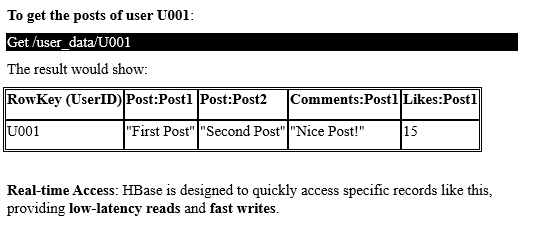 To get the posts of user U001:
Get /user_data/U001
The result would show:
RowKey (UserID) Post:Post1 Post:Post2 Comments:Post1 Likes:Post1
U001 "First Post" "Second Post" "Nice Post!" 15
Real-time Access: HBase is designed to quickly access specific records like this,
providing low-latency reads and fast writes.